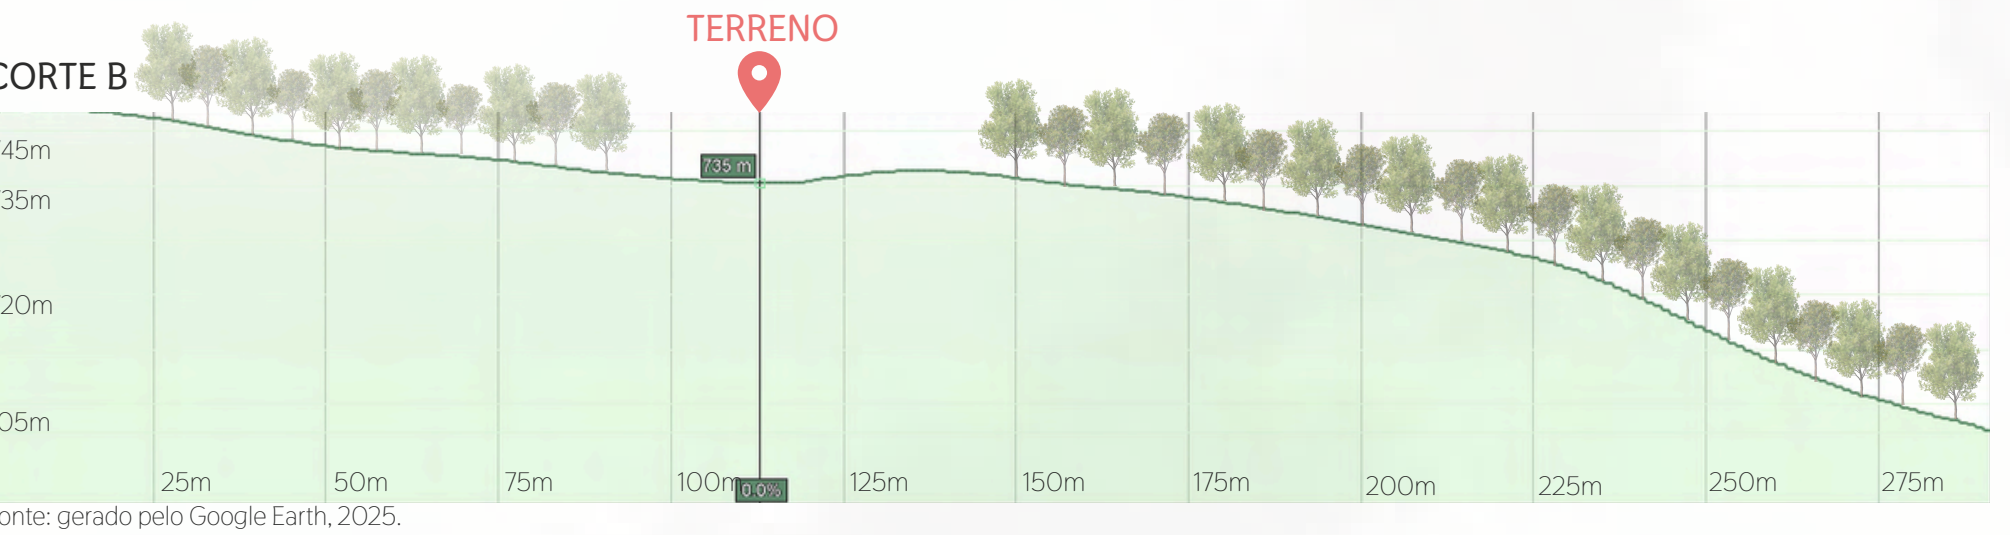 TERRENO
CORTE B
45m
735 m
35m
20m
05m
25m
50m
75m
100m
0.0%
125m
150m
175m
200m
225m
250m
275m
onte: gerado pelo Google Earth, 2025.